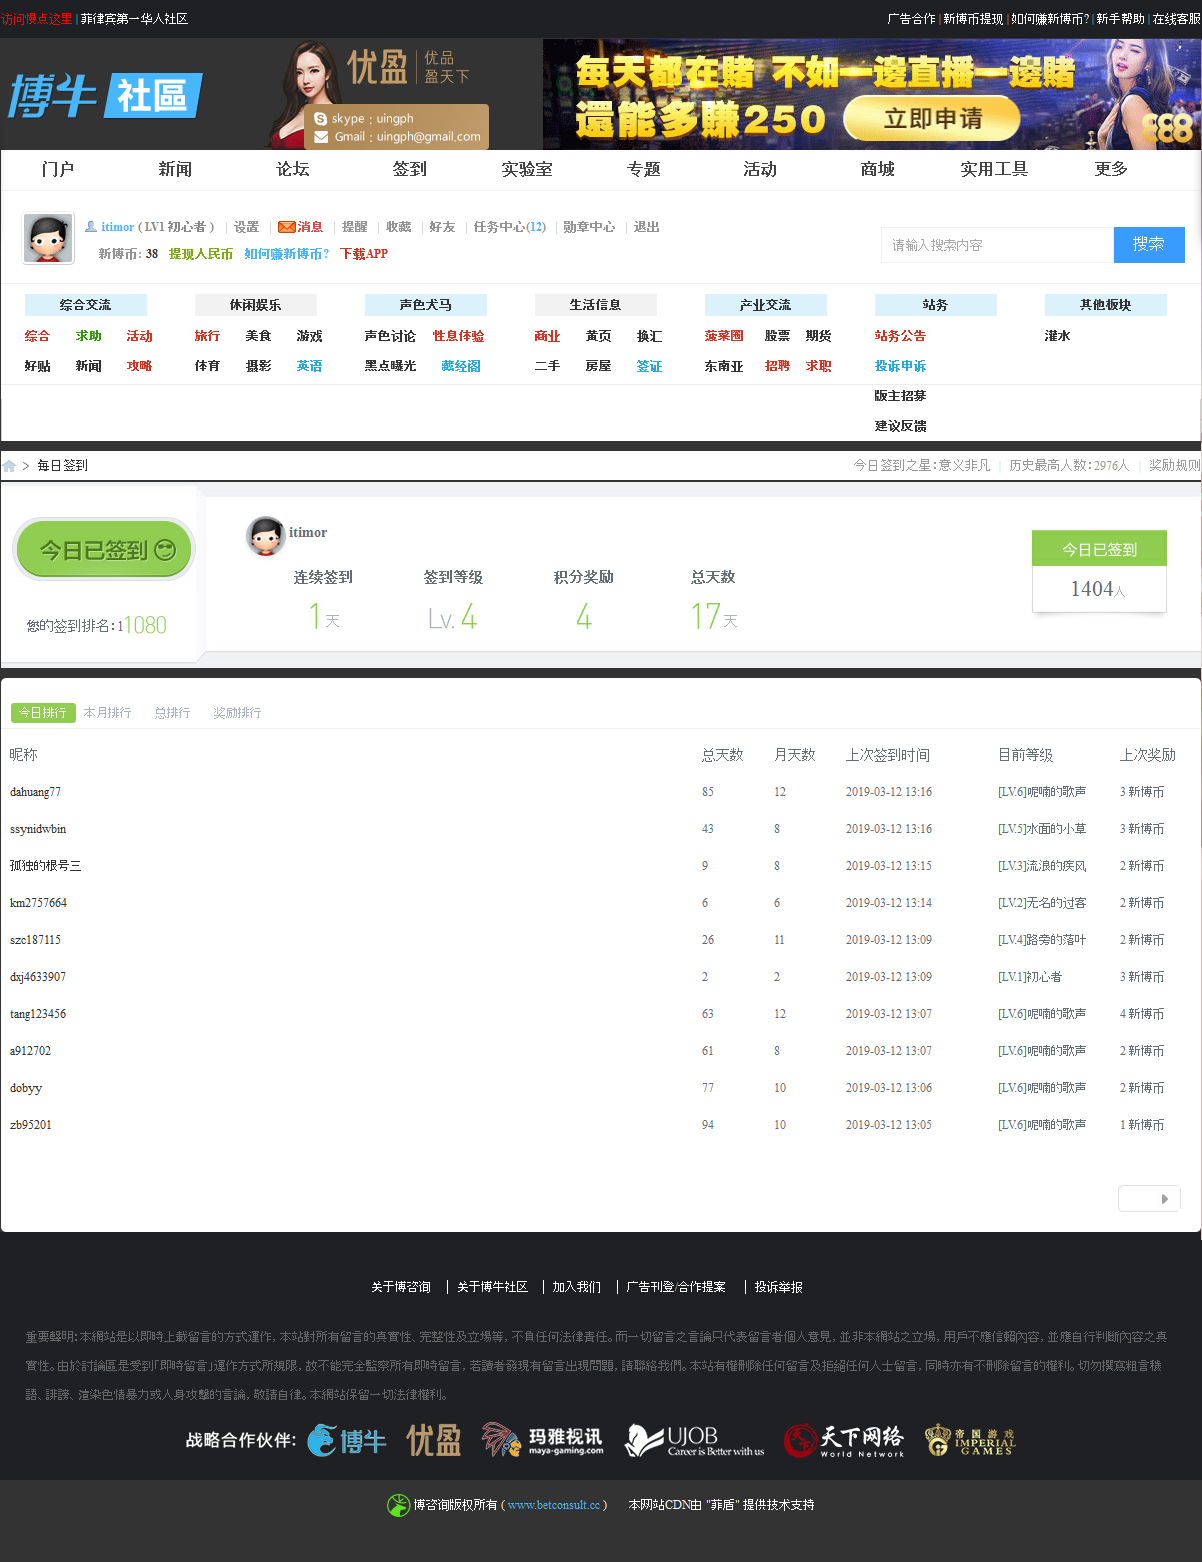 访问慢点这里 | 菲律宾第一华人社区
广告合作 | 新博币提现 | 如何赚新博币? | 新手帮助 | 在线客服
博牛 社區
优盈 优品 盈天下
skype：uingph
Gmail：uingph@gmail.com
每天都在賭 不如一邊直播一邊賭
還能多賺250 立即申请
888
门户 新闻 论坛 签到 实验室 专题 活动 商城 实用工具 更多
itimor ( LV1 初心者 ) | 设置 | 消息 | 提醒 | 收藏 | 好友 | 任务中心(12) | 勋章中心 | 退出
新博币: 38 提现人民币 如何赚新博币? 下载APP
请输入搜索内容 搜索
综合交流 休闲娱乐 声色犬马 生活信息 产业交流 站务 其他板块
综合 求助 活动 旅行 美食 游戏 声色讨论 性息体验 商业 黄页 换汇 菠菜圈 股票 期货 站务公告 灌水
好贴 新闻 攻略 体育 摄影 英语 黑点曝光 藏经阁 二手 房屋 签证 东南亚 招聘 求职 投诉申诉
版主招募
建议反馈
> 每日签到
今日签到之星：意义非凡 | 历史最高人数：2976人 | 奖励规则
今日已签到
您的签到排名：11080
itimor
连续签到 签到等级 积分奖励 总天数
1 天 Lv. 4 4 17 天
今日已签到
1404人
今日排行 本月排行 总排行 奖励排行
昵称 总天数 月天数 上次签到时间 目前等级 上次奖励
dahuang77 85 12 2019-03-12 13:16 [LV.6]呢喃的歌声 3 新博币
ssynidwbin 43 8 2019-03-12 13:16 [LV.5]水面的小草 3 新博币
孤独的根号三 9 8 2019-03-12 13:15 [LV.3]流浪的疾风 2 新博币
km2757664 6 6 2019-03-12 13:14 [LV.2]无名的过客 2 新博币
szc187115 26 11 2019-03-12 13:09 [LV.4]路旁的落叶 2 新博币
dxj4633907 2 2 2019-03-12 13:09 [LV.1]初心者 3 新博币
tang123456 63 12 2019-03-12 13:07 [LV.6]呢喃的歌声 4 新博币
a912702 61 8 2019-03-12 13:07 [LV.6]呢喃的歌声 2 新博币
dobyy 77 10 2019-03-12 13:06 [LV.6]呢喃的歌声 2 新博币
zb95201 94 10 2019-03-12 13:05 [LV.6]呢喃的歌声 1 新博币
关于博咨询 | 关于博牛社区 | 加入我们 | 广告刊登/合作提案 | 投诉举报
重要聲明：本網站是以即時上載留言的方式運作，本站對所有留言的真實性、完整性及立場等，不負任何法律責任。而一切留言之言論只代表留言者個人意見，並非本網站之立場，用戶不應信賴內容，並應自行判斷內容之真
實性。由於討論區是受到「即時留言」運作方式所規限，故不能完全監察所有即時留言，若讀者發現有留言出現問題，請聯絡我們。本站有權刪除任何留言及拒絕任何人士留言，同時亦有不刪除留言的權利。切勿撰寫粗言穢
語、誹謗、渲染色情暴力或人身攻擊的言論，敬請自律。本網站保留一切法律權利。
战略合作伙伴: 博牛 优盈 玛雅视讯 maya-gaming.com UJOB Career is Better with us 天下网络 World Network 帝国游戏 IMPERIAL GAMES
博咨询版权所有 ( www.betconsult.cc ) 本网站CDN由 "菲盾" 提供技术支持